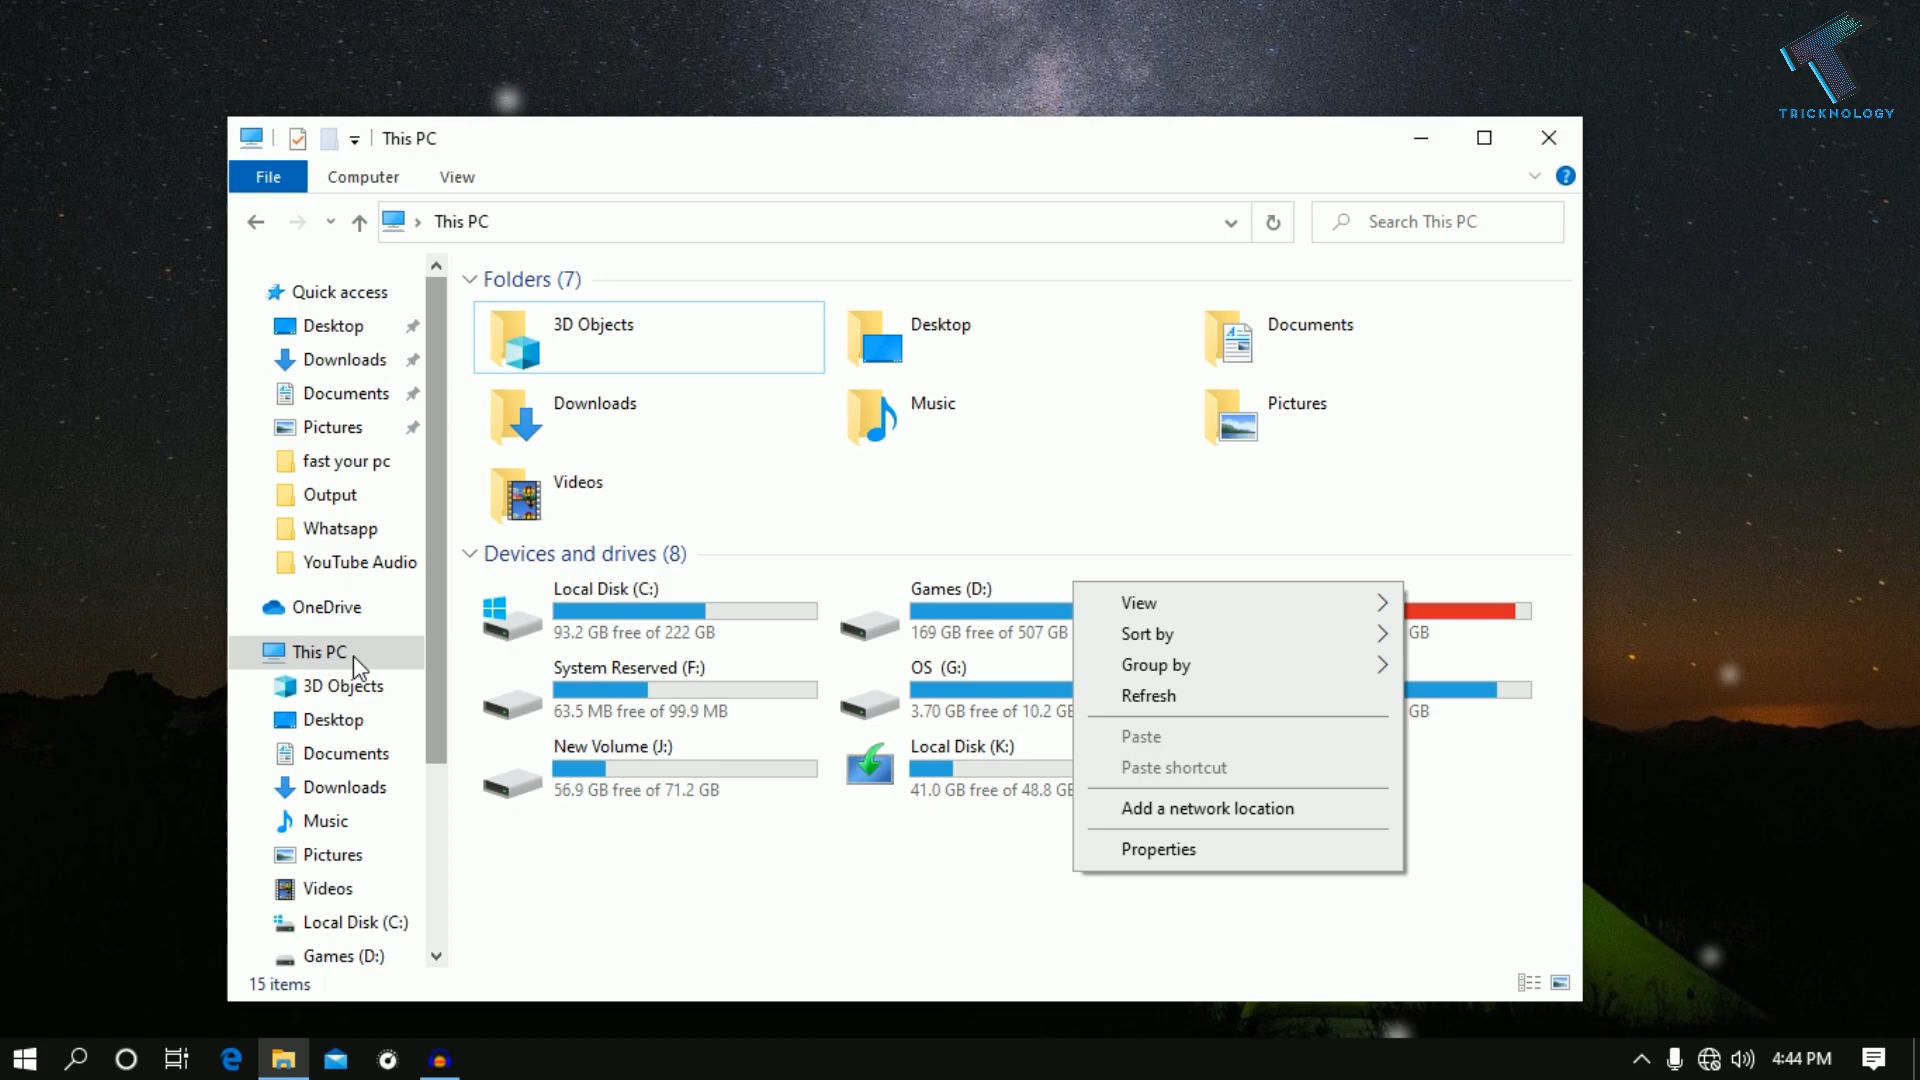 TRICKNOLOGY
This PC
File Computer View
This PC
Search This PC
Quick access
Desktop
Downloads
Documents
Pictures
fast your pc
Output
Whatsapp
YouTube Audio
OneDrive
This PC
3D Objects
Desktop
Documents
Downloads
Music
Pictures
Videos
Local Disk (C:)
Games (D:)
15 items
Folders (7)
3D Objects
Desktop
Documents
Downloads
Music
Pictures
Videos
Devices and drives (8)
Local Disk (C:)
93.2 GB free of 222 GB
Games (D:)
169 GB free of 507 GB
GB
System Reserved (F:)
63.5 MB free of 99.9 MB
OS (G:)
3.70 GB free of 10.2 GB
GB
New Volume (J:)
56.9 GB free of 71.2 GB
Local Disk (K:)
41.0 GB free of 48.8 GB
View
Sort by
Group by
Refresh
Paste
Paste shortcut
Add a network location
Properties
4:44 PM